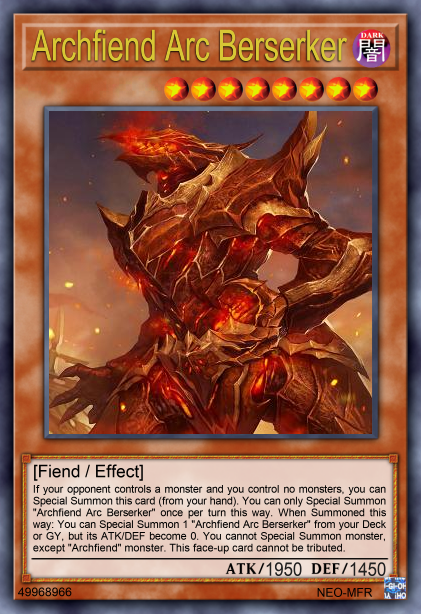 Archfiend Arc Berserker
DARK
闇
[Fiend / Effect]
If your opponent controls a monster and you control no monsters, you can
Special Summon this card (from your hand). You can only Special Summon
"Archfiend Arc Berserker" once per turn this way. When Summoned this
way: You can Special Summon 1 "Archfiend Arc Berserker" from your Deck
or GY, but its ATK/DEF become 0. You cannot Special Summon monster,
except "Archfiend" monster. This face-up card cannot be tributed.
ATK/1950 DEF/1450
49968966
NEO-MFR